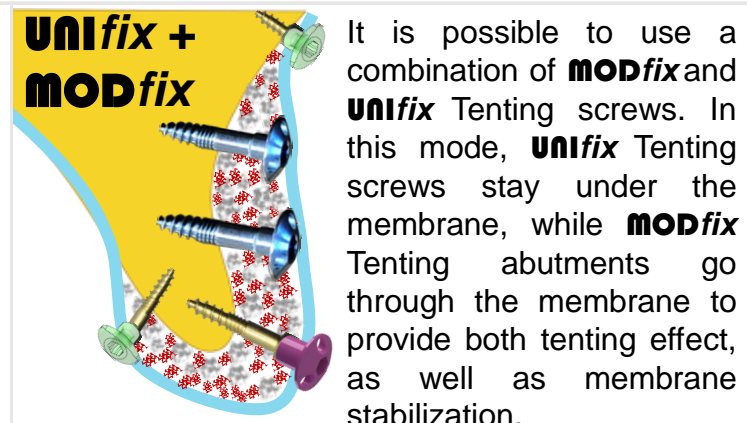 UNIfix +
MODfix
It is possible to use a
combination of MODfix and
UNIfix Tenting screws. In
this mode, UNIfix Tenting
screws stay under the
membrane, while MODfix
Tenting abutments go
through the membrane to
provide both tenting effect,
as well as membrane
stabilization.